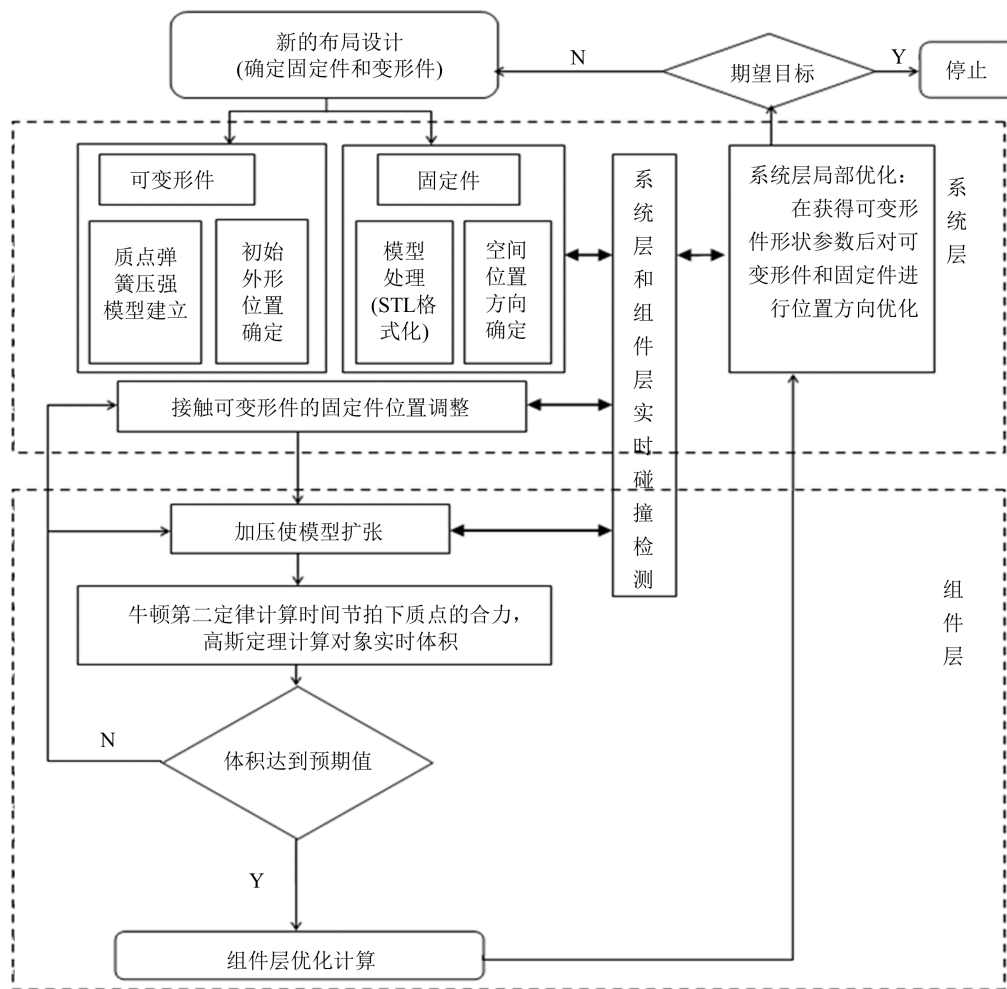 新的布局设计
(确定固定件和变形件)
N
期望目标
Y
停止
可变形件
质点弹
簧压强
模型建立
初始
外形
位置
确定
固定件
模型
处理
(STL格
式化)
空间
位置
方向
确定
系
统
层
和
组
件
层
实
时
碰
撞
检
测
系统层局部优化：
在获得可变形
件形状参数后对可
变形件和固定件进
行位置方向优化
系
统
层
接触可变形件的固定件位置调整
加压使模型扩张
牛顿第二定律计算时间节拍下质点的合力，
高斯定理计算对象实时体积
组
件
层
N
体积达到预期值
Y
组件层优化计算